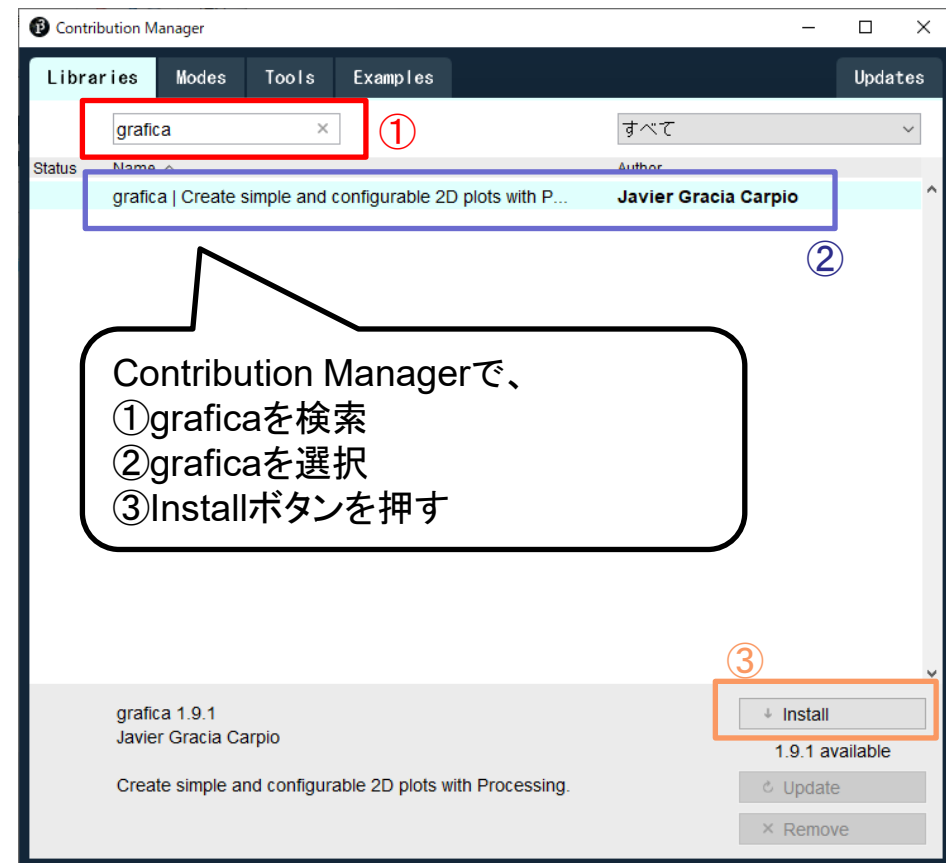 Contribution Manager
Libraries Modes Tools Examples Updates
grafica × ① すべて
Status Name Author
grafica | Create simple and configurable 2D plots with P... Javier Gracia Carpio
②
Contribution Managerで、
①graficaを検索
②graficaを選択
③Installボタンを押す
③
grafica 1.9.1
Install
Javier Gracia Carpio
1.9.1 available
Create simple and configurable 2D plots with Processing.
Update
× Remove